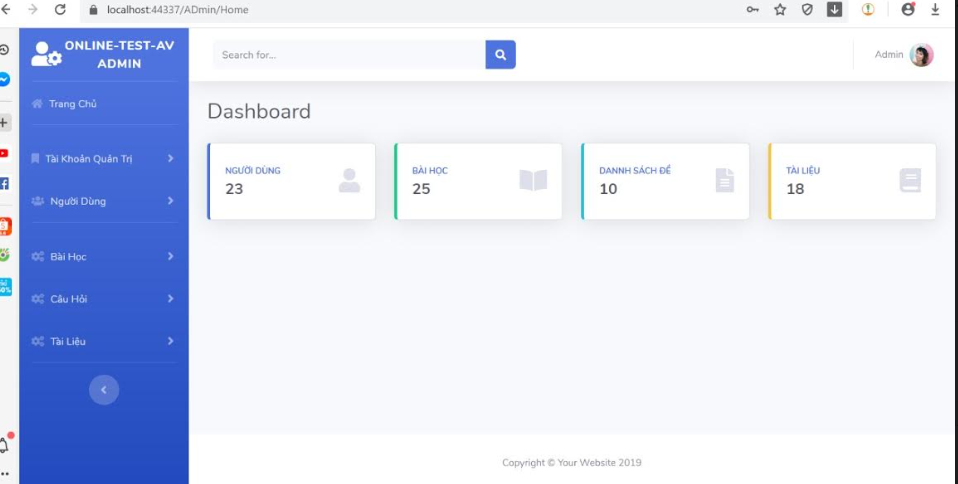 localhost:44337/ADmin/Home
ONLINE-TEST-AV
ADMIN
Search for...
Admin
Trang Chủ
Dashboard
Tài Khoản Quản Trị
Người Dùng
Bài Học
Câu Hỏi
Tài Liệu
NGƯỜI DÙNG
23
BÀI HỌC
25
DANNH SÁCH ĐỀ
10
TÀI LIỆU
18
Copyright © Your Website 2019